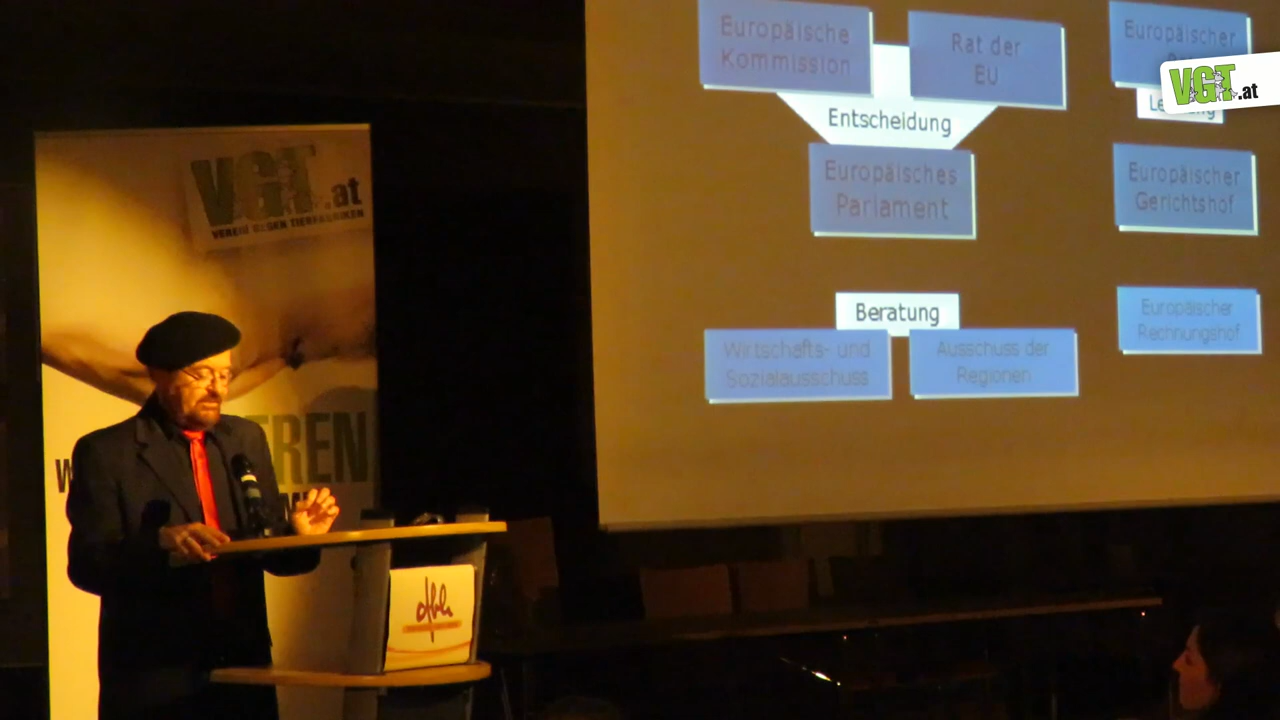 Europäische
Kommission
Rat der
EU
Europäischer
VGT.at
Entscheidung
Europäisches
Parlament
Europäischer
Gerichtshof
Beratung
Wirtschafts- und
Sozialausschuss
Ausschuss der
Regionen
Europäischer
Rechnungshof
VGT.at
VEREIN GEGEN TIERFABRIKEN
EREN